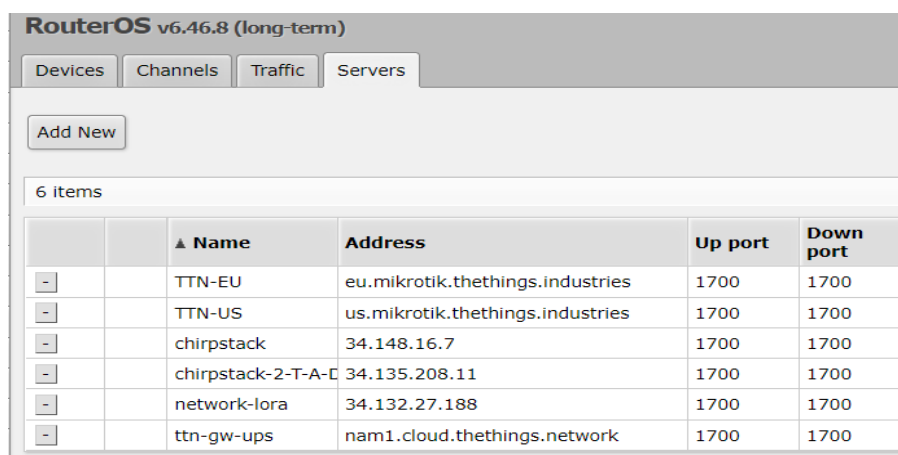 RouterOS v6.46.8 (long-term)
Devices Channels Traffic Servers
Add New
6 items
▲ Name Address Up port Down port
- TTN-EU eu.mikrotik.thethings.industries 1700 1700
- TTN-US us.mikrotik.thethings.industries 1700 1700
- chirpstack 34.148.16.7 1700 1700
- chirpstack-2-T-A-D 34.135.208.11 1700 1700
- network-lora 34.132.27.188 1700 1700
- ttn-gw-ups nam1.cloud.thethings.network 1700 1700